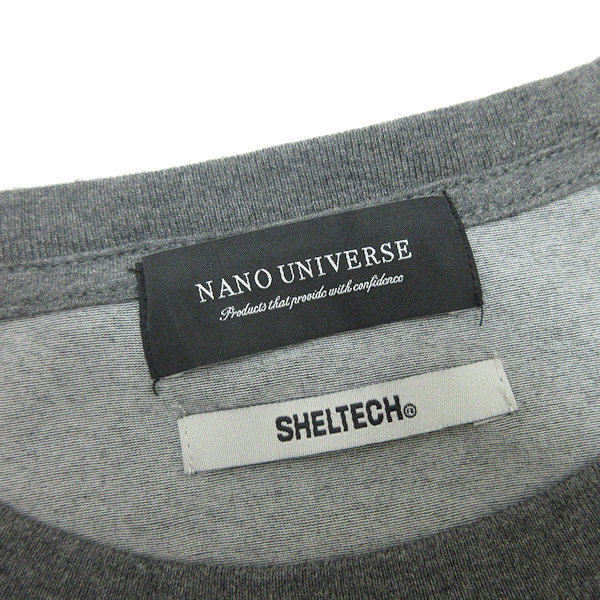 NANO UNIVERSE
Products that provide with confidence
SHELTECH®